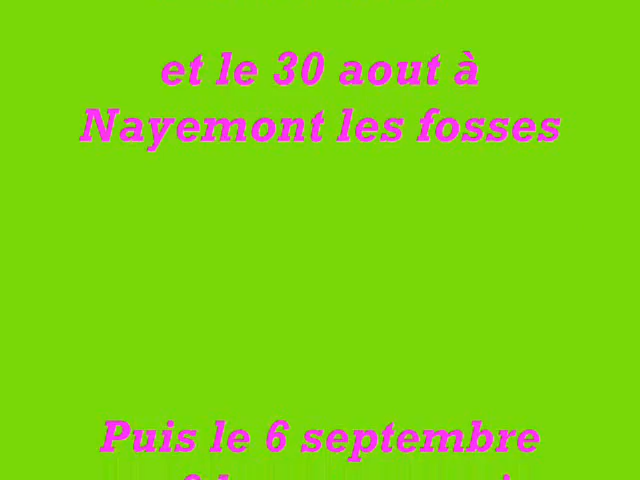 et le 30 aout à
Nayemont les fosses
Puis le 6 septembre